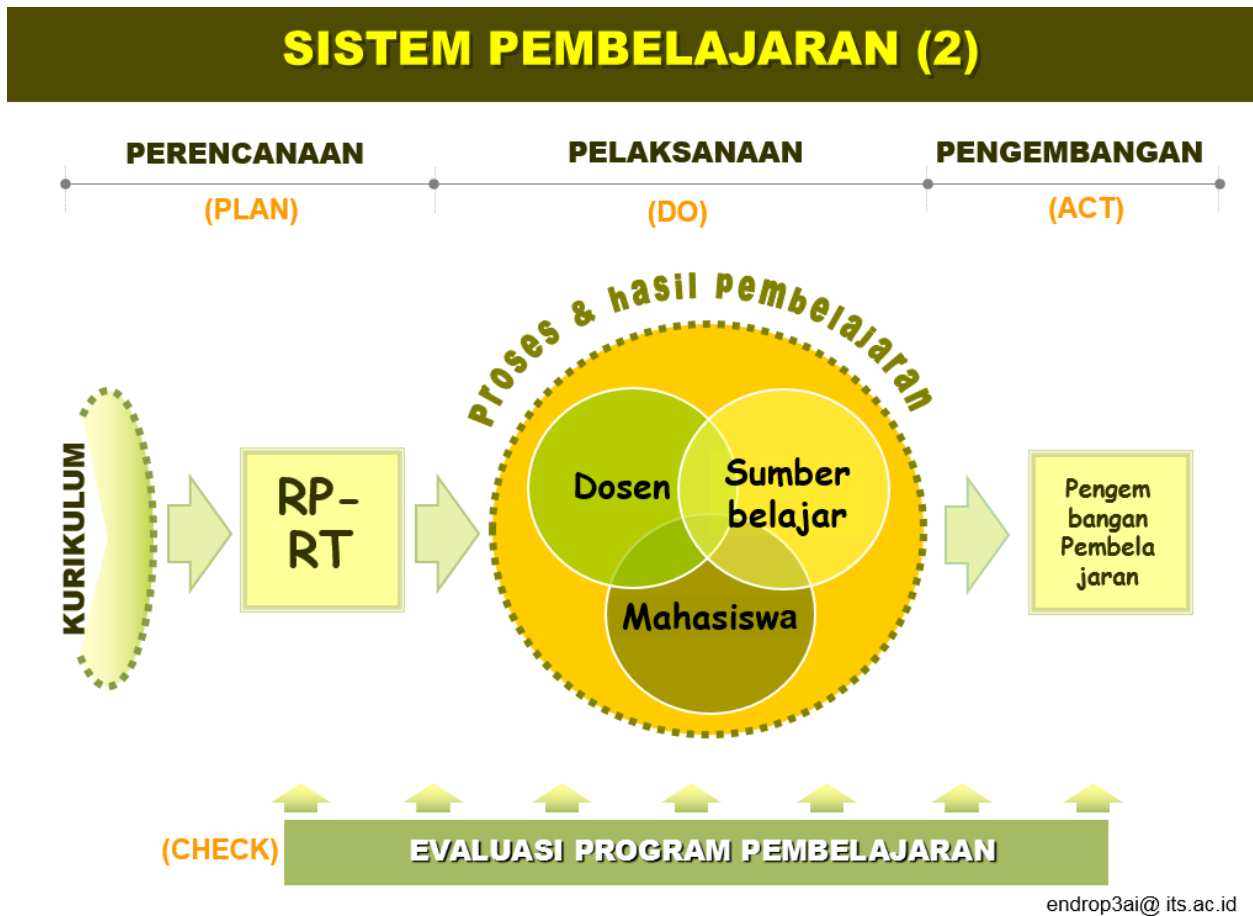 SISTEM PEMBELAJARAN (2)
PERENCANAAN
PELAKSANAAN
PENGEMBANGAN
(PLAN)
(DO)
(ACT)
Proses & hasil pembelajaran
KURIKULUM
RP-
RT
Dosen
Sumber
belajar
Mahasiswa
Pengem
bangan
Pembela
jaran
(CHECK)
EVALUASI PROGRAM PEMBELAJARAN
endrop3ai@ its.ac.id